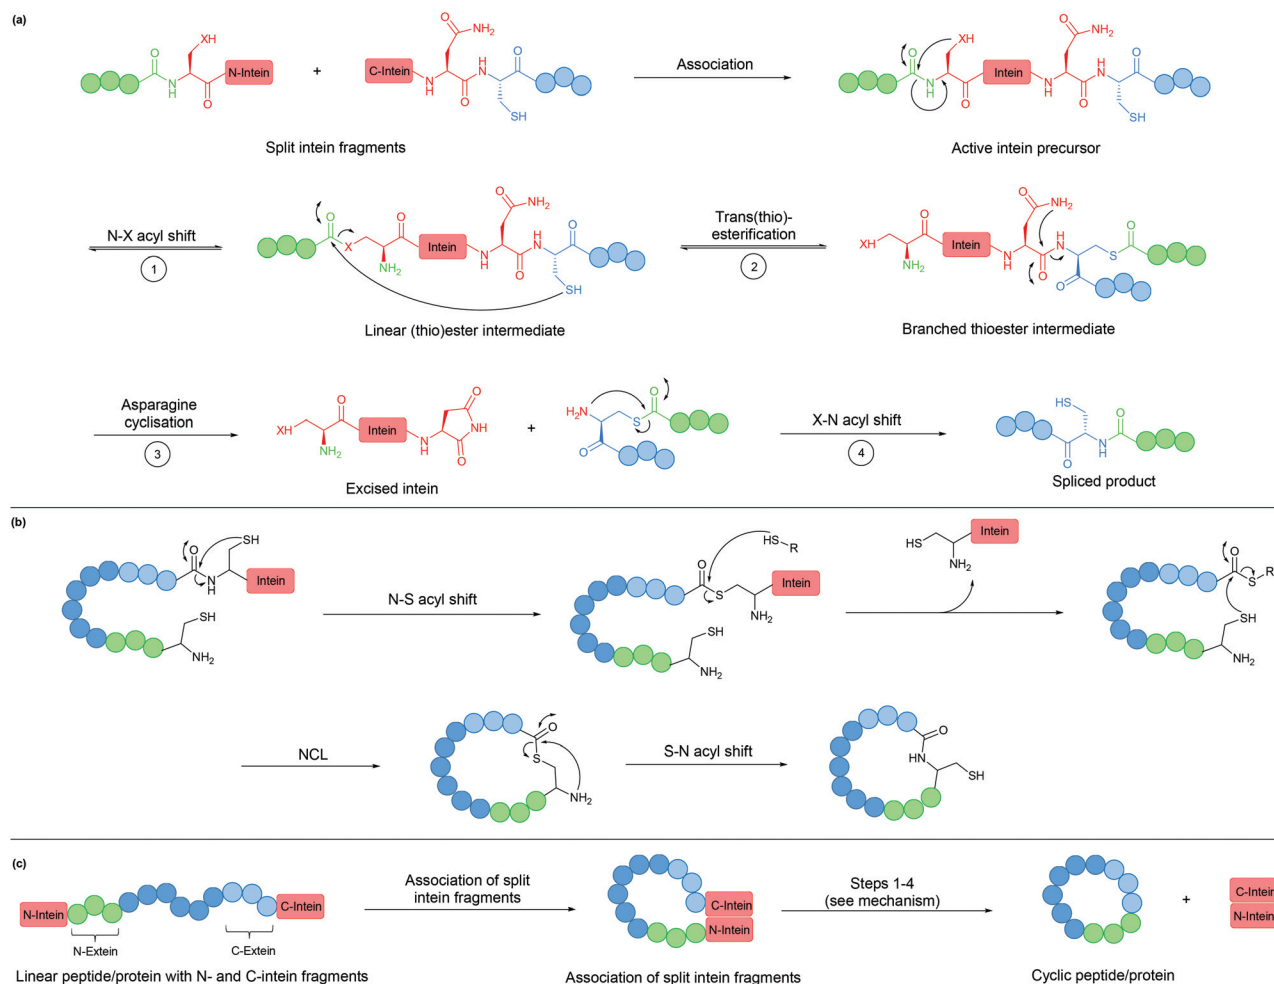 (a)
XH
O
N
H
O
N-Intein
+
C-Intein
O
NH2
N
H
H
N
O
O
SH
Association
O
N
H
XH
O
Intein
O
NH2
N
H
H
N
O
O
SH
Split intein fragments
Active intein precursor
N-X acyl shift
1
O
X
NH2
O
Intein
O
NH2
N
H
H
N
O
O
SH
Linear (thio)ester intermediate
Trans(thio)-
esterification
2
XH
NH2
O
Intein
O
NH2
N
H
H
N
O
O
S
O
Branched thioester intermediate
Asparagine
cyclisation
3
XH
NH2
O
Intein
N
H
O
NH
O
Excised intein
+
H2N
O
S
O
X-N acyl shift
4
HS
O
N
H
O
Spliced product
(b)
O
N
H
SH
Intein
SH
NH2
N-S acyl shift
O
S
NH2
Intein
HS
R
SH
NH2
HS
NH2
Intein
O
S
R
SH
NH2
NCL
O
S
NH2
S-N acyl shift
O
HN
SH
(c)
N-Intein
C-Intein
N-Extein
C-Extein
Linear peptide/protein with N- and C-intein fragments
Association of split
intein fragments
C-Intein
N-Intein
Association of split intein fragments
Steps 1-4
(see mechanism)
Cyclic peptide/protein
+
C-Intein
N-Intein